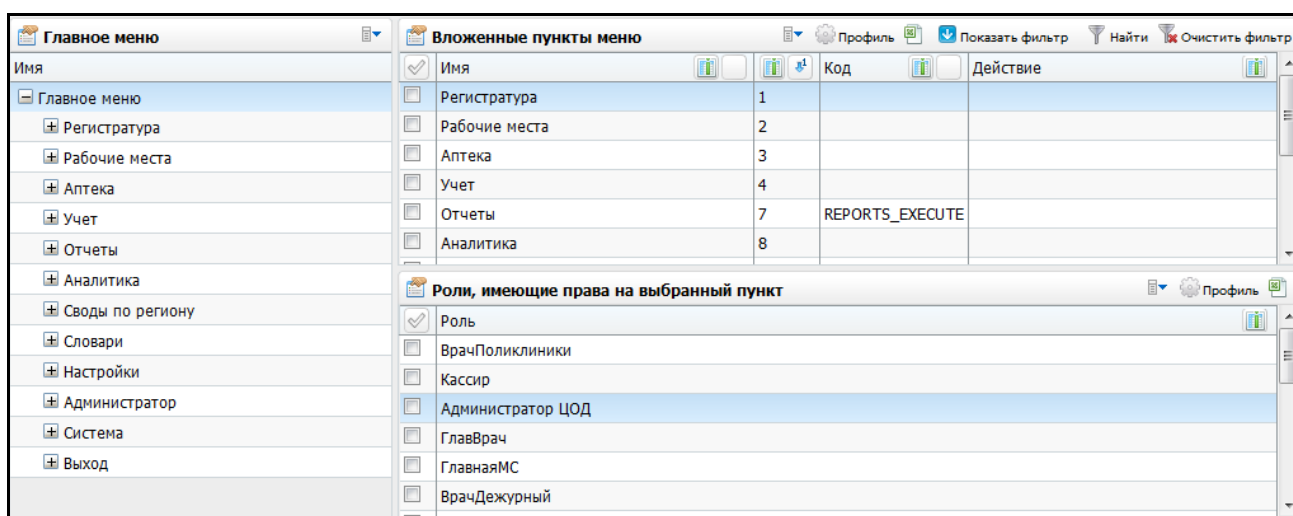 Главное меню
Имя
Главное меню
Регистратура
Рабочие места
Аптека
Учет
Отчеты
Аналитика
Своды по региону
Словари
Настройки
Администратор
Система
Выход
Вложенные пункты меню Профиль Показать фильтр Найти Очистить фильтр
Имя 1 Код Действие
Регистратура 1
Рабочие места 2
Аптека 3
Учет 4
Отчеты 7 REPORTS_EXECUTE
Аналитика 8
Роли, имеющие права на выбранный пункт Профиль
Роль
ВрачПоликлиники
Кассир
Администратор ЦОД
ГлавВрач
ГлавнаяМС
ВрачДежурный